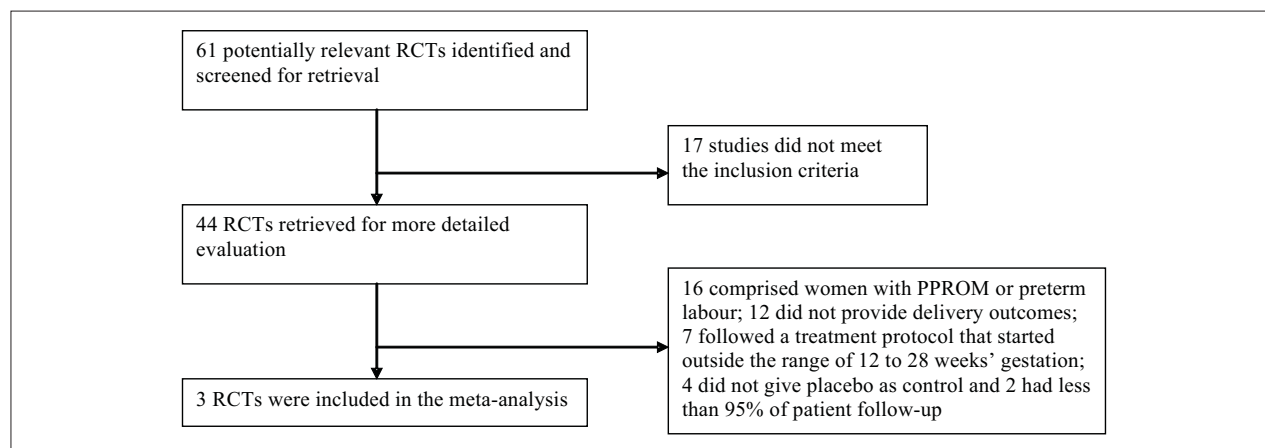 61 potentially relevant RCTs identified and
screened for retrieval
17 studies did not meet
the inclusion criteria
44 RCTs retrieved for more detailed
evaluation
16 comprised women with PPROM or preterm
labour; 12 did not provide delivery outcomes;
7 followed a treatment protocol that started
outside the range of 12 to 28 weeks’ gestation;
4 did not give placebo as control and 2 had less
than 95% of patient follow-up
3 RCTs were included in the meta-analysis